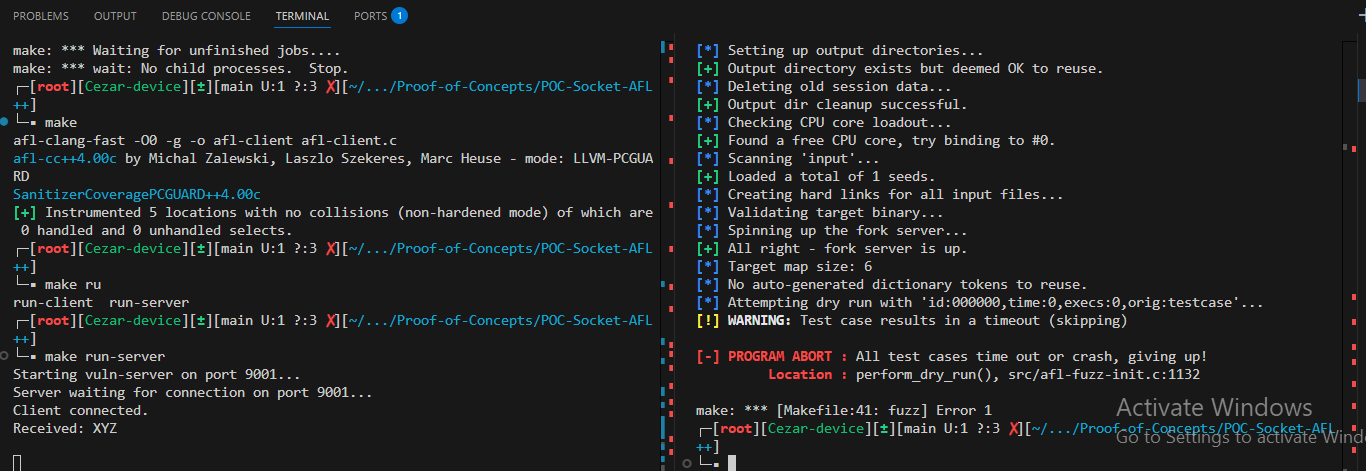 PROBLEMS OUTPUT DEBUG CONSOLE TERMINAL PORTS 1
make: *** Waiting for unfinished jobs....
make: *** wait: No child processes.  Stop.
┌─[root][Cezar-device][±][main U:1 ?:3 ✗][~/.../Proof-of-Concepts/POC-Socket-AFL
++]
└─▪ make
afl-clang-fast -O0 -g -o afl-client afl-client.c
afl-cc++4.00c by Michal Zalewski, Laszlo Szekeres, Marc Heuse - mode: LLVM-PCGUA
RD
SanitizerCoveragePCGUARD++4.00c
[+] Instrumented 5 locations with no collisions (non-hardened mode) of which are
 0 handled and 0 unhandled selects.
┌─[root][Cezar-device][±][main U:1 ?:3 ✗][~/.../Proof-of-Concepts/POC-Socket-AFL
++]
└─▪ make ru
run-client  run-server
┌─[root][Cezar-device][±][main U:1 ?:3 ✗][~/.../Proof-of-Concepts/POC-Socket-AFL
++]
└─▪ make run-server
Starting vuln-server on port 9001...
Server waiting for connection on port 9001...
Client connected.
Received: XYZ
[*] Setting up output directories...
[+] Output directory exists but deemed OK to reuse.
[*] Deleting old session data...
[+] Output dir cleanup successful.
[*] Checking CPU core loadout...
[+] Found a free CPU core, try binding to #0.
[*] Scanning 'input'...
[+] Loaded a total of 1 seeds.
[*] Creating hard links for all input files...
[*] Validating target binary...
[*] Spinning up the fork server...
[+] All right - fork server is up.
[*] Target map size: 6
[*] No auto-generated dictionary tokens to reuse.
[*] Attempting dry run with 'id:000000,time:0,execs:0,orig:testcase'...
[!] WARNING: Test case results in a timeout (skipping)
[-] PROGRAM ABORT : All test cases time out or crash, giving up!
Location : perform_dry_run(), src/afl-fuzz-init.c:1132
make: *** [Makefile:41: fuzz] Error 1
┌─[root][Cezar-device][±][main U:1 ?:3 ✗][~/.../Proof-of-Concepts/POC-Socket-AFL
++]
└─▪
Activate Windows
Go to Settings to activate Windo